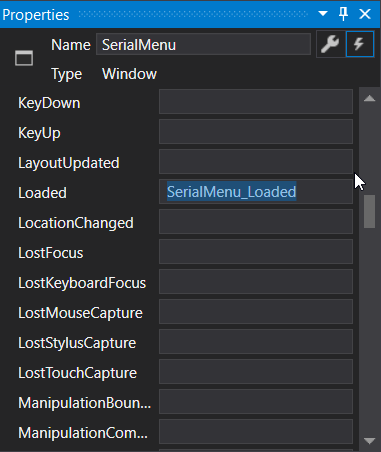 Properties
Name SerialMenu
Type Window
KeyDown
KeyUp
LayoutUpdated
Loaded SerialMenu_Loaded
LocationChanged
LostFocus
LostKeyboardFocus
LostMouseCapture
LostStylusCapture
LostTouchCapture
ManipulationBoun...
ManipulationCom...